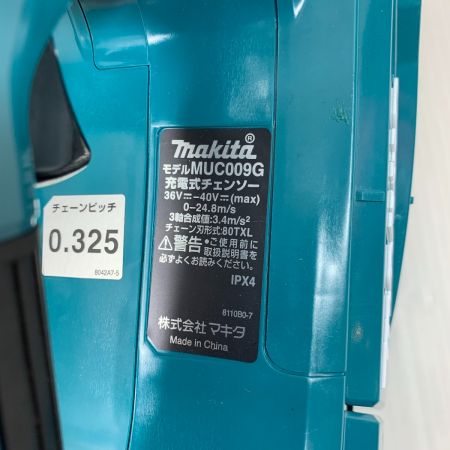 makita®
モデルMUC009G
充電式チェンソー
36V⎓-40V⎓(max)
0-24.8m/s
3軸合成値:3.4m/s²
チェーン刃形式:80TXL
⚠警告・ご使用前に
取扱説明書を
必ずよくお読みください。
IPX4
8110B0-7
株式会社 マキタ
Made in China
チェーンピッチ
0.325
8042A7-5